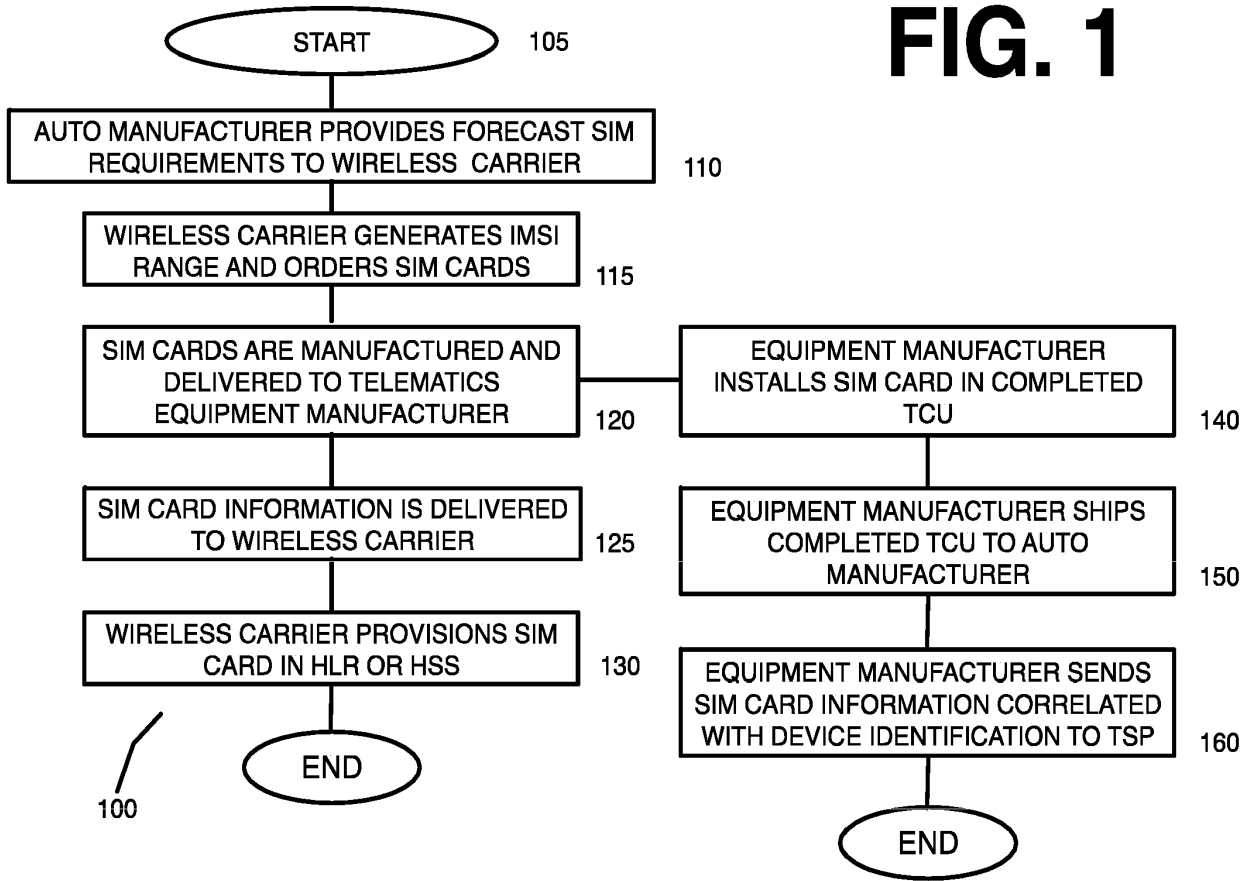 FIG. 1
START
105
AUTO MANUFACTURER PROVIDES FORECAST SIM
REQUIREMENTS TO WIRELESS CARRIER
110
WIRELESS CARRIER GENERATES IMSI
RANGE AND ORDERS SIM CARDS
115
SIM CARDS ARE MANUFACTURED AND
DELIVERED TO TELEMATICS
EQUIPMENT MANUFACTURER
120
SIM CARD INFORMATION IS DELIVERED
TO WIRELESS CARRIER
125
WIRELESS CARRIER PROVISIONS SIM
CARD IN HLR OR HSS
130
END
100
EQUIPMENT MANUFACTURER
INSTALLS SIM CARD IN COMPLETED
TCU
140
EQUIPMENT MANUFACTURER SHIPS
COMPLETED TCU TO AUTO
MANUFACTURER
150
EQUIPMENT MANUFACTURER SENDS
SIM CARD INFORMATION CORRELATED
WITH DEVICE IDENTIFICATION TO TSP
160
END